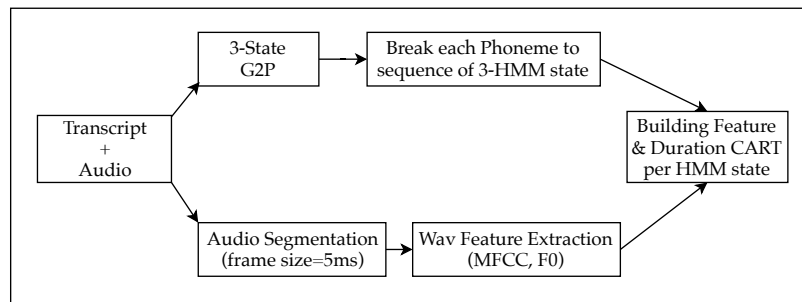 3-State
G2P
Break each Phoneme to
sequence of 3-HMM state
Transcript
+
Audio
Building Feature
& Duration CART
per HMM state
Audio Segmentation
(frame size=5ms)
Wav Feature Extraction
(MFCC, F0)